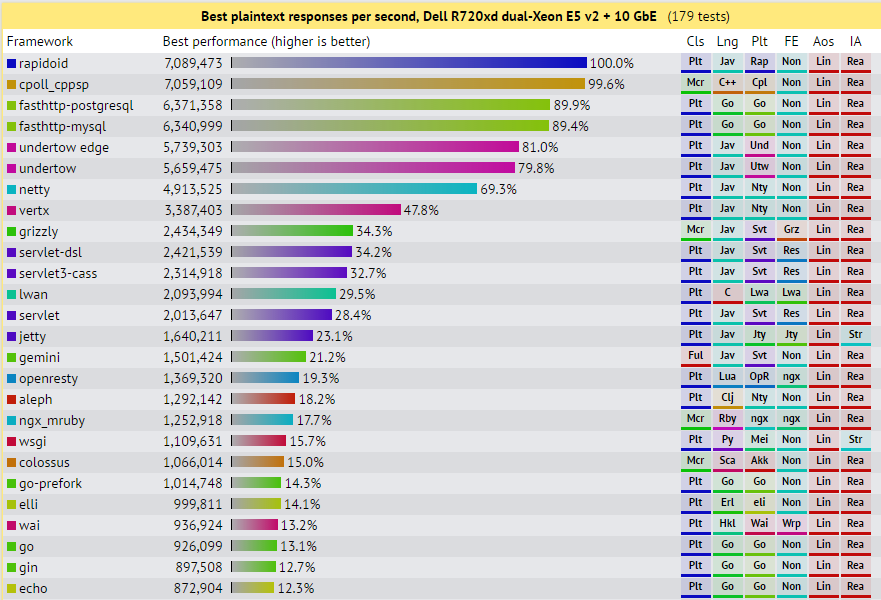 Best plaintext responses per second, Dell R720xd dual-Xeon E5 v2 + 10 GbE (179 tests)
Framework Best performance (higher is better) Cls Lng Plt FE Aos IA
rapidoid 7,089,473 100.0% Plt Jav Rap Non Lin Rea
cpoll_cppsp 7,059,109 99.6% Mcr C++ Cpl Non Lin Rea
fasthttp-postgresql 6,371,358 89.9% Plt Go Go Non Lin Rea
fasthttp-mysql 6,340,999 89.4% Plt Go Go Non Lin Rea
undertow edge 5,739,303 81.0% Plt Jav Und Non Lin Rea
undertow 5,659,475 79.8% Plt Jav Utw Non Lin Rea
netty 4,913,525 69.3% Plt Jav Nty Non Lin Rea
vertx 3,387,403 47.8% Plt Jav Nty Non Lin Rea
grizzly 2,434,349 34.3% Mcr Jav Svt Grz Lin Rea
servlet-dsl 2,421,539 34.2% Plt Jav Svt Res Lin Rea
servlet3-cass 2,314,918 32.7% Plt Jav Svt Res Lin Rea
lwan 2,093,994 29.5% Plt C Lwa Lwa Lin Rea
servlet 2,013,647 28.4% Plt Jav Svt Res Lin Rea
jetty 1,640,211 23.1% Plt Jav Jty Jty Lin Str
gemini 1,501,424 21.2% Ful Jav Svt Non Lin Rea
openresty 1,369,320 19.3% Plt Lua OpR ngx Lin Rea
aleph 1,292,142 18.2% Plt Clj Nty Non Lin Rea
ngx_mruby 1,252,918 17.7% Mcr Rby ngx ngx Lin Rea
wsgi 1,109,631 15.7% Plt Py Mei Non Lin Str
colossus 1,066,014 15.0% Mcr Sca Akk Non Lin Rea
go-prefork 1,014,748 14.3% Plt Go Go Non Lin Rea
elli 999,811 14.1% Plt Erl eli Non Lin Rea
wai 936,924 13.2% Plt Hkl Wai Wrp Lin Rea
go 926,099 13.1% Plt Go Go Non Lin Rea
gin 897,508 12.7% Plt Go Go Non Lin Rea
echo 872,904 12.3% Plt Go Go Non Lin Rea